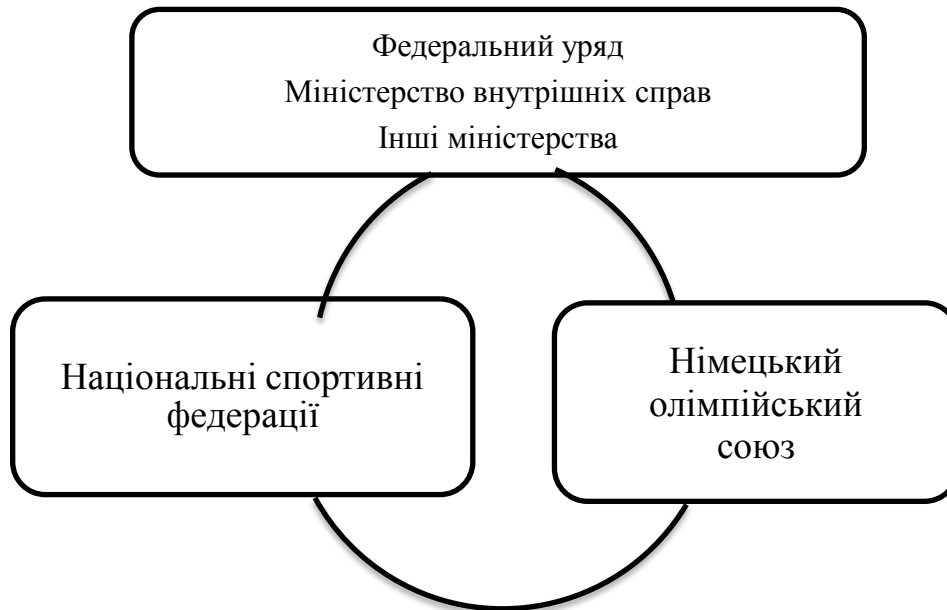 Федеральний уряд
Міністерство внутрішніх справ
Інші міністерства
Національні спортивні
федерації
Німецький
олімпійський
союз